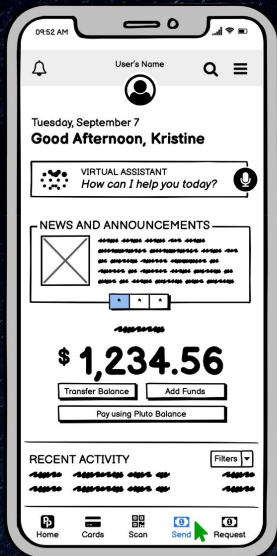 09:52 AM
User's Name
Tuesday, September 7
Good Afternoon, Kristine
VIRTUAL ASSISTANT
How can I help you today?
NEWS AND ANNOUNCEMENTS
* * *
$ 1,234.56
Transfer Balance Add Funds
Pay using Pluto Balance
RECENT ACTIVITY Filters
Home Cards Scan Send Request